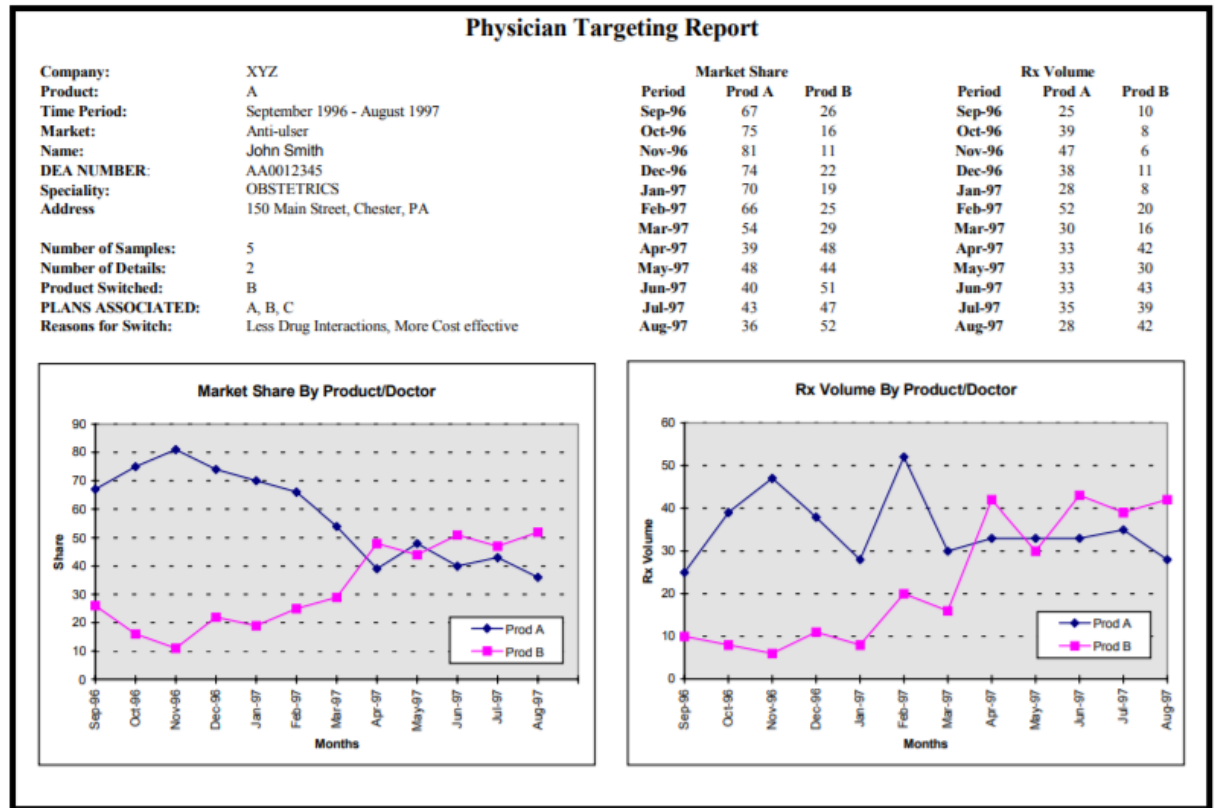 Physician Targeting Report
Company: XYZ
Product: A
Time Period: September 1996 - August 1997
Market: Anti-ulser
Name: John Smith
DEA NUMBER: AA0012345
Speciality: OBSTETRICS
Address 150 Main Street, Chester, PA
Number of Samples: 5
Number of Details: 2
Product Switched: B
PLANS ASSOCIATED: A, B, C
Reasons for Switch: Less Drug Interactions, More Cost effective
Market Share
Period Prod A Prod B
Sep-96 67 26
Oct-96 75 16
Nov-96 81 11
Dec-96 74 22
Jan-97 70 19
Feb-97 66 25
Mar-97 54 29
Apr-97 39 48
May-97 48 44
Jun-97 40 51
Jul-97 43 47
Aug-97 36 52
Rx Volume
Period Prod A Prod B
Sep-96 25 10
Oct-96 39 8
Nov-96 47 6
Dec-96 38 11
Jan-97 28 8
Feb-97 52 20
Mar-97 30 16
Apr-97 33 42
May-97 33 30
Jun-97 33 43
Jul-97 35 39
Aug-97 28 42
Market Share By Product/Doctor
90
80
70
60
50
40
30
20
10
0
Share
Sep-96
Oct-96
Nov-96
Dec-96
Jan-97
Feb-97
Mar-97
Apr-97
May-97
Jun-97
Jul-97
Aug-97
Months
Prod A
Prod B
Rx Volume By Product/Doctor
60
50
40
30
20
10
0
Rx Volume
Sep-96
Oct-96
Nov-96
Dec-96
Jan-97
Feb-97
Mar-97
Apr-97
May-97
Jun-97
Jul-97
Aug-97
Months
Prod A
Prod B